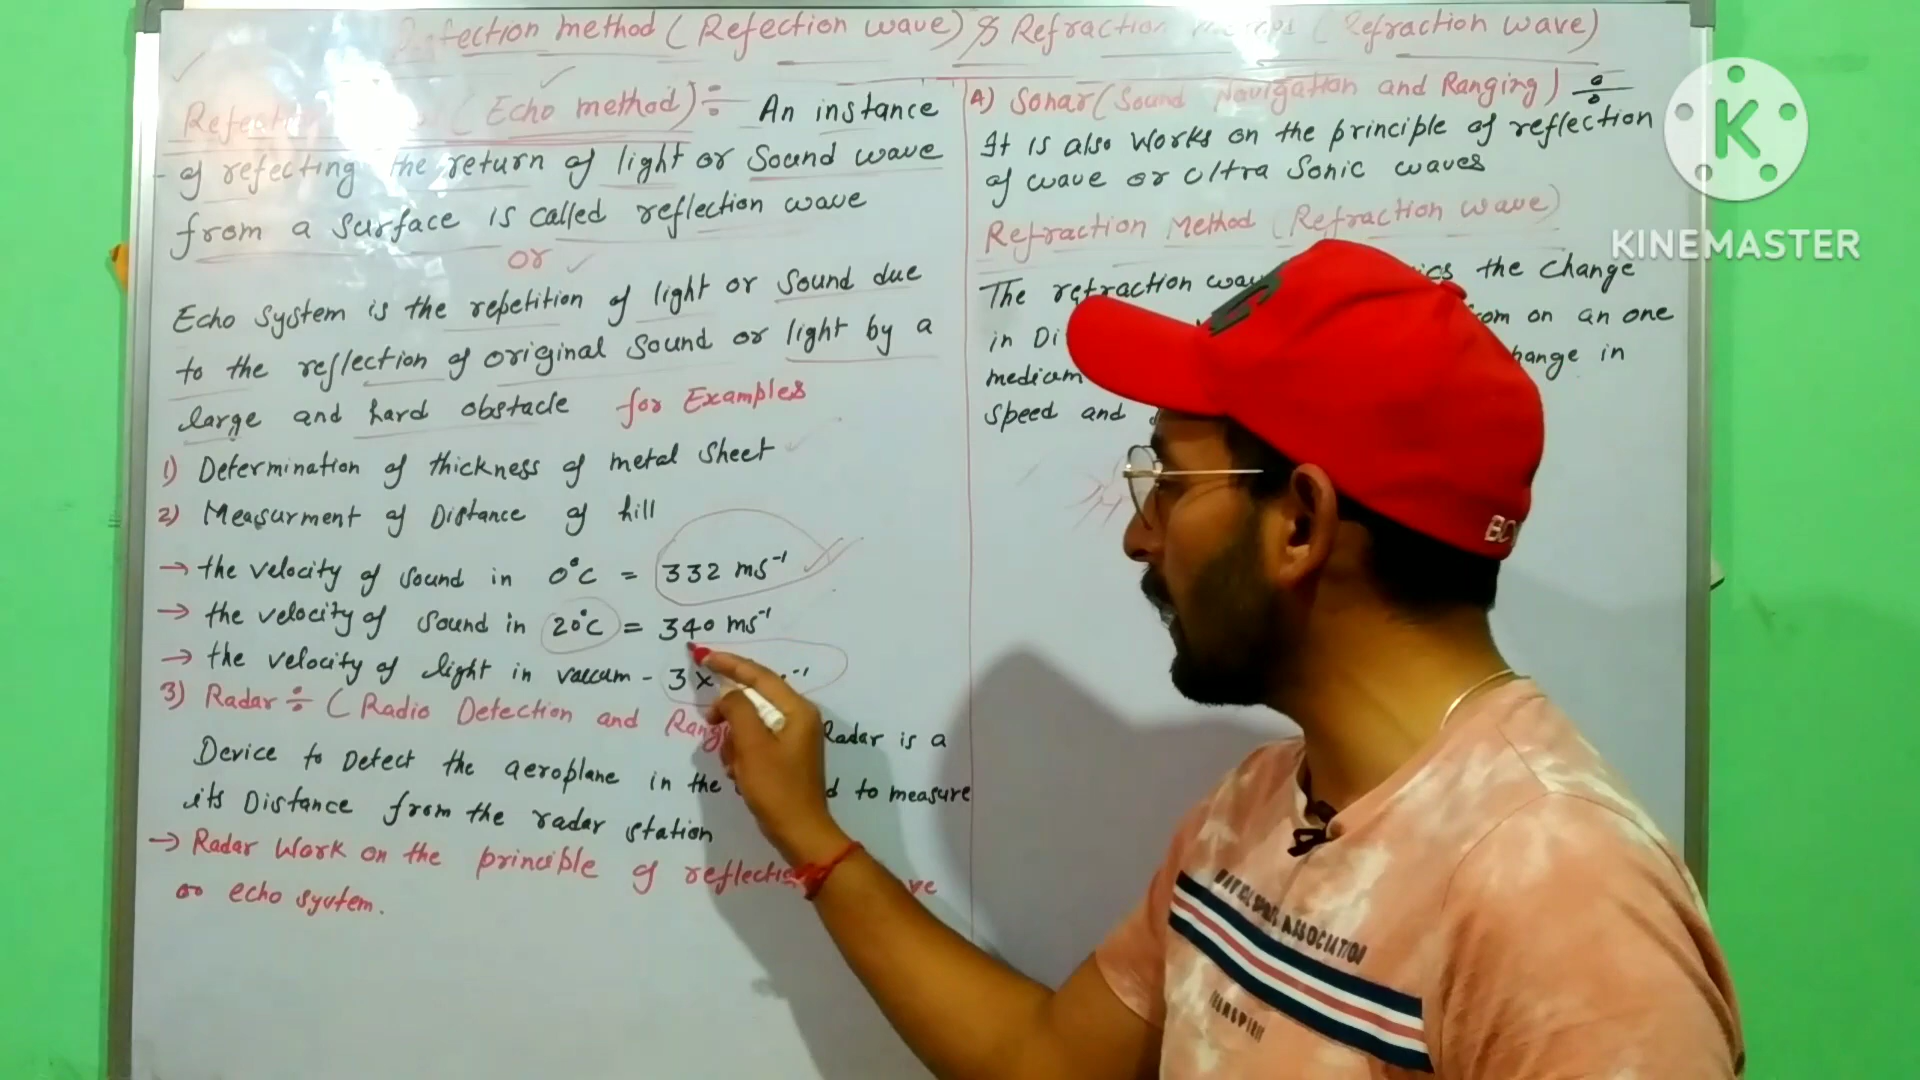 Refection method (Refection wave) & Refraction (Refraction wave)
(Echo method) ÷ An instance
of refecting the return of light or Sound wave
from a Surface is called reflection wave
or
Echo System is the repetition of light or Sound due
to the reflection of original Sound or light by a
large and hard obstacle for Examples
1) Determination of thickness of metal Sheet
2) Measurment of Distance of hill
→ the velocity of Sound in 0°C = 332 ms⁻¹
→ the velocity of Sound in 20°C = 340 ms⁻¹
→ the velocity of light in vaccum - 3 x
3) Radar ÷ (Radio Detection and Radar is a
Device to Detect the aeroplane in the to measure
its Distance from the radar station
→ Radar Work on the principle of
or echo system.
4) Sonar (Sound Navigation and Ranging) ÷
It is also Works on the principle of reflection
of wave or Ultra Sonic waves
Refraction Method (Refraction wave)
The refraction the Change
in on an one
medium in
Speed and
KINEMASTER
BATEL SPORTS ASSOCIATION